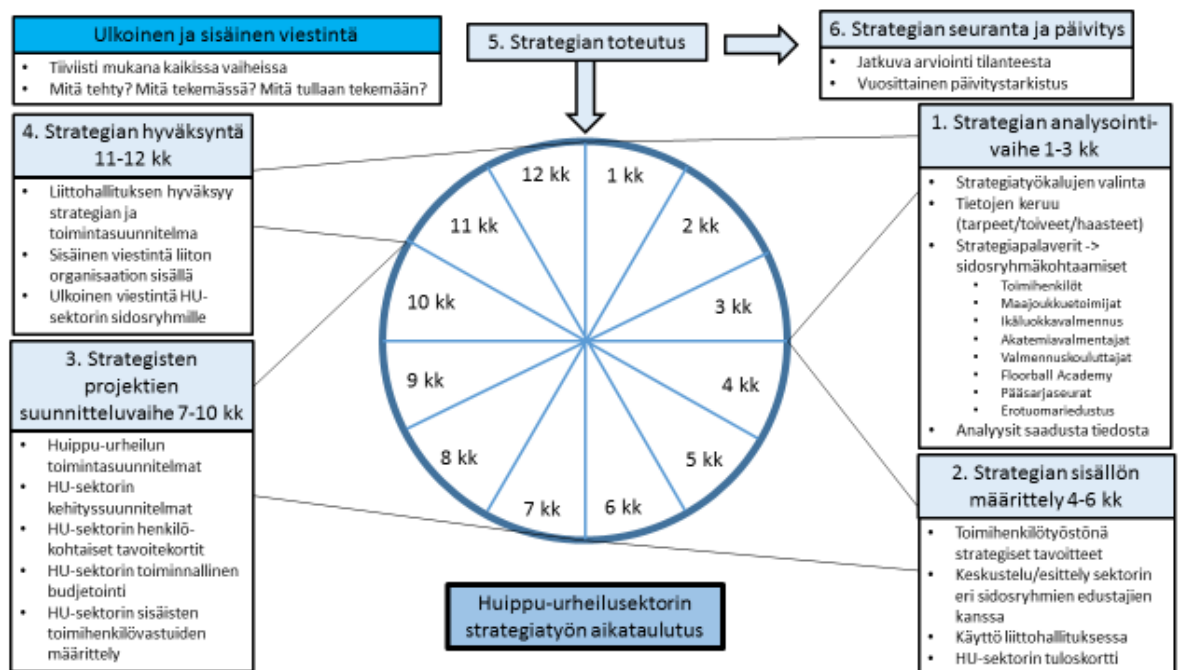 Ulkoinen ja sisäinen viestintä
• Tiiviisti mukana kaikissa vaiheissa
• Mitä tehty? Mitä tekemässä? Mitä tullaan tekemään?
5. Strategian toteutus
6. Strategian seuranta ja päivitys
• Jatkuva arviointi tilanteesta
• Vuosittainen päivitystarkistus
4. Strategian hyväksyntä
11-12 kk
• Liittohallituksen hyväksyy
strategian ja
toimintasuunnitelma
• Sisäinen viestintä liiton
organisaation sisällä
• Ulkoinen viestintä HU-
sektorin sidosryhmille
3. Strategisten
projektien
suunnitteluvaihe 7-10 kk
• Huippu-urheilun
toimintasuunnitelmat
• HU-sektorin
kehityssuunnitelmat
• HU-sektorin henkilö-
kohtaiset tavoitekortit
• HU-sektorin toiminnallinen
budjetointi
• HU-sektorin sisäisten
toimihenkilövastuiden
määrittely
12 kk
1 kk
11 kk
2 kk
10 kk
3 kk
9 kk
4 kk
8 kk
5 kk
7 kk
6 kk
Huippu-urheilusektorin
strategiatyön aikataulutus
1. Strategian analysointi-
vaihe 1-3 kk
• Strategiatyökalujen valinta
• Tietojen keruu
(tarpeet/toiveet/haasteet)
• Strategiapalaverit ->
sidosryhmäkohtaamiset
• Toimihenkilöt
• Maajoukkuetoimijat
• Ikäluokkavalmennus
• Akatemiavalmentajat
• Valmennuskouluttajat
• Floorball Academy
• Pääsarjaseurat
• Erotuomariedustus
• Analyysit saadusta tiedosta
2. Strategian sisällön
määrittely 4-6 kk
• Toimihenkilötyöstönä
strategiset tavoitteet
• Keskustelu/esittely sektorin
eri sidosryhmien edustajien
kanssa
• Käyttö liittohallituksessa
• HU-sektorin tuloskortti